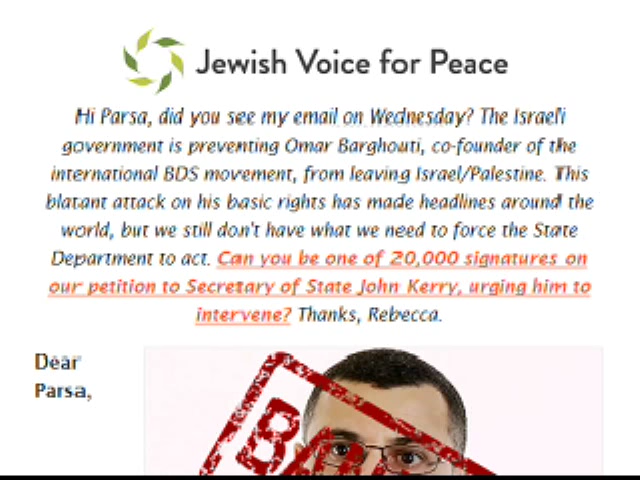 Jewish Voice for Peace
Hi Parsa, did you see my email on Wednesday? The Israeli
government is preventing Omar Barghouti, co-founder of the
international BDS movement, from leaving Israel/Palestine. This
blatant attack on his basic rights has made headlines around the
world, but we still don't have what we need to force the State
Department to act. Can you be one of 20,000 signatures on
our petition to Secretary of State John Kerry, urging him to
intervene? Thanks, Rebecca.
Dear
Parsa,